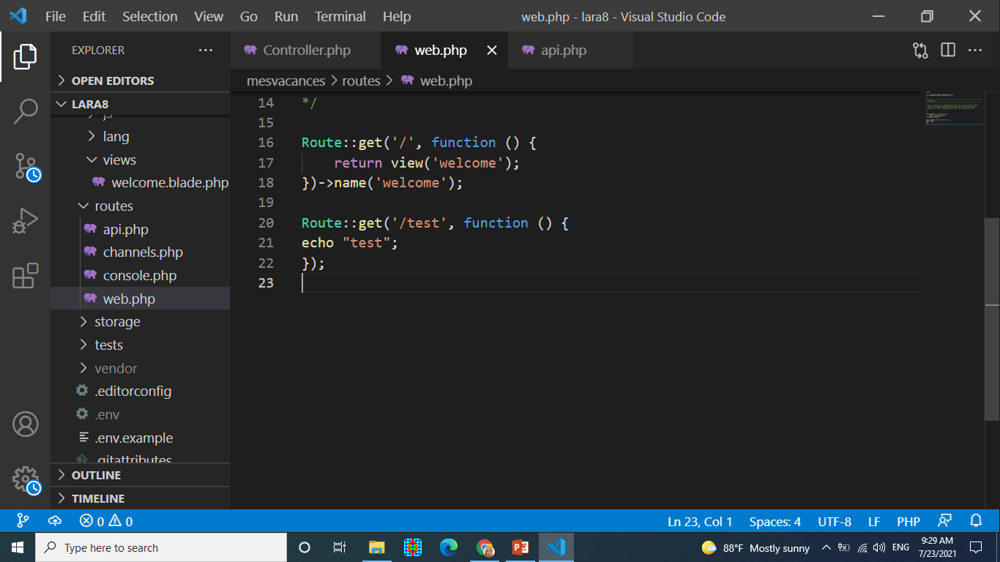 File Edit Selection View Go Run Terminal Help web.php - lara8 - Visual Studio Code
EXPLORER
Controller.php web.php api.php
OPEN EDITORS
mesvacances > routes > web.php
LARA8
js
lang
views
welcome.blade.php
routes
api.php
channels.php
console.php
web.php
storage
tests
vendor
.editorconfig
.env
.env.example
.gitattributes
OUTLINE
TIMELINE
14 */
15
16 Route::get('/', function () {
17     return view('welcome');
18 })->name('welcome');
19
20 Route::get('/test', function () {
21 echo "test";
22 });
23
0 0 Ln 23, Col 1 Spaces: 4 UTF-8 LF PHP
Type here to search 88°F Mostly sunny ENG 9:29 AM
7/23/2021